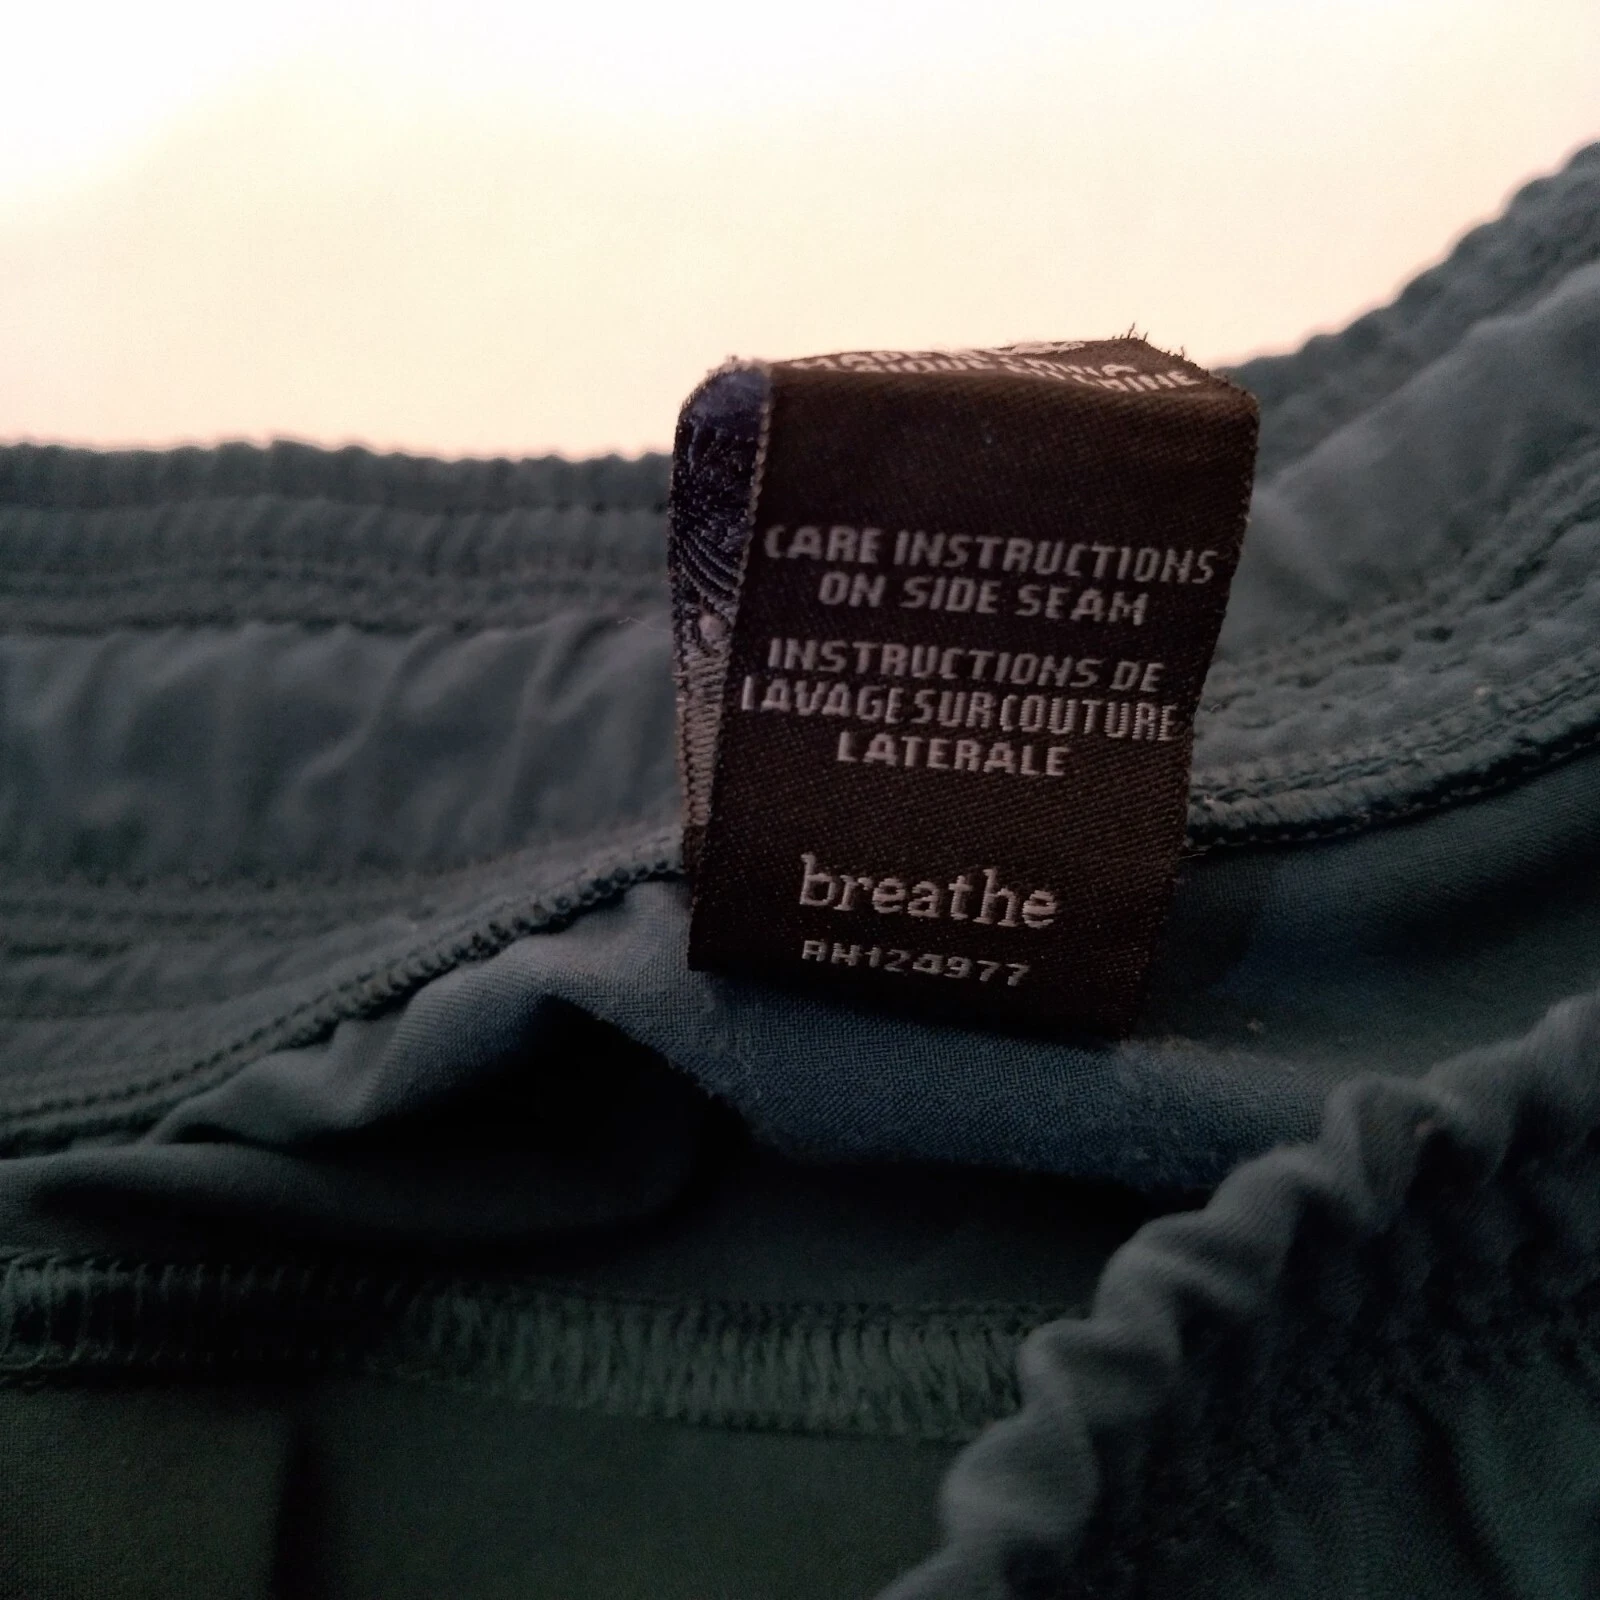 CARE INSTRUCTIONS
ON SIDE SEAM
INSTRUCTIONS DE
LAVAGE SUR COUTURE
LATERALE
breathe
RN124977